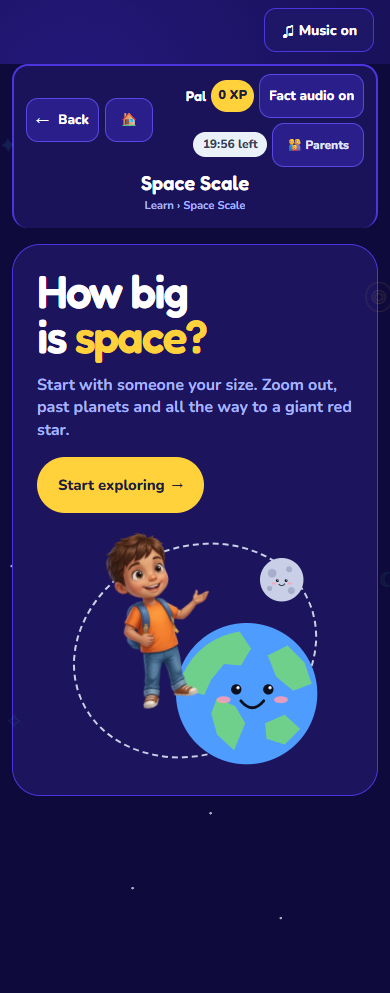 ♫ Music on
← Back
Pal 0 XP Fact audio on
19:56 left Parents
Space Scale
Learn › Space Scale
How big
is space?
Start with someone your size. Zoom out,
past planets and all the way to a giant red
star.
Start exploring →